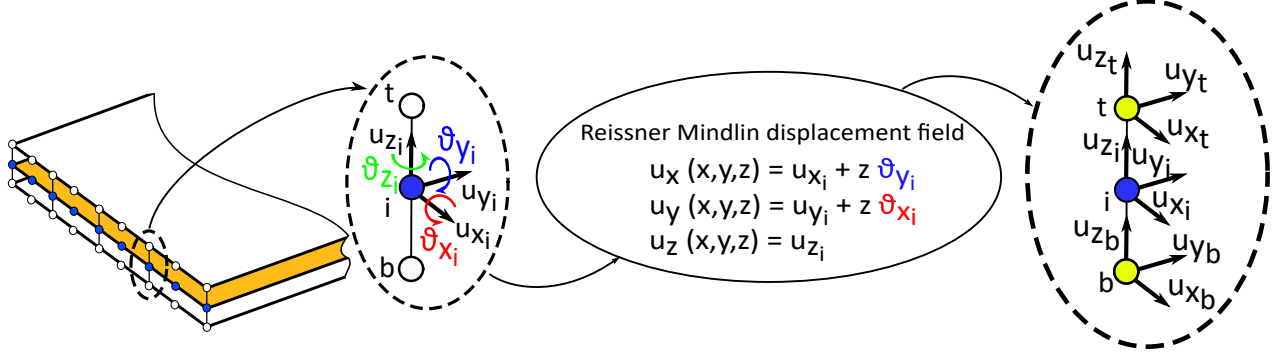 t
u_{z_i}
ϑ_{y_i}
ϑ_{z_i}
i
u_{y_i}
u_{x_i}
ϑ_{x_i}
b
Reissner Mindlin displacement field
u_x (x,y,z) = u_{x_i} + z ϑ_{y_i}
u_y (x,y,z) = u_{y_i} + z ϑ_{x_i}
u_z (x,y,z) = u_{z_i}
u_{z_t}
u_{y_t}
t
u_{x_t}
u_{z_i}
u_{y_i}
i
u_{x_i}
u_{z_b}
u_{y_b}
b
u_{x_b}